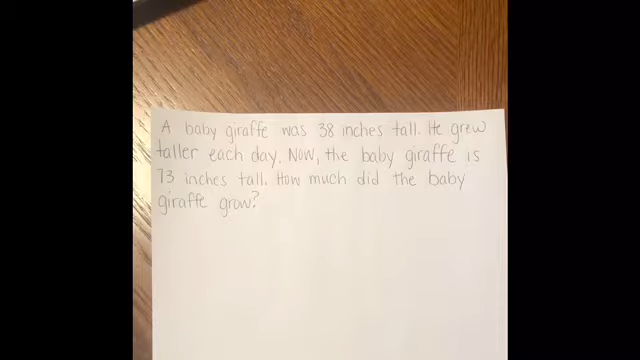 A baby giraffe was 38 inches tall. He grew
taller each day. Now, the baby giraffe is
73 inches tall. How much did the baby
giraffe grow?